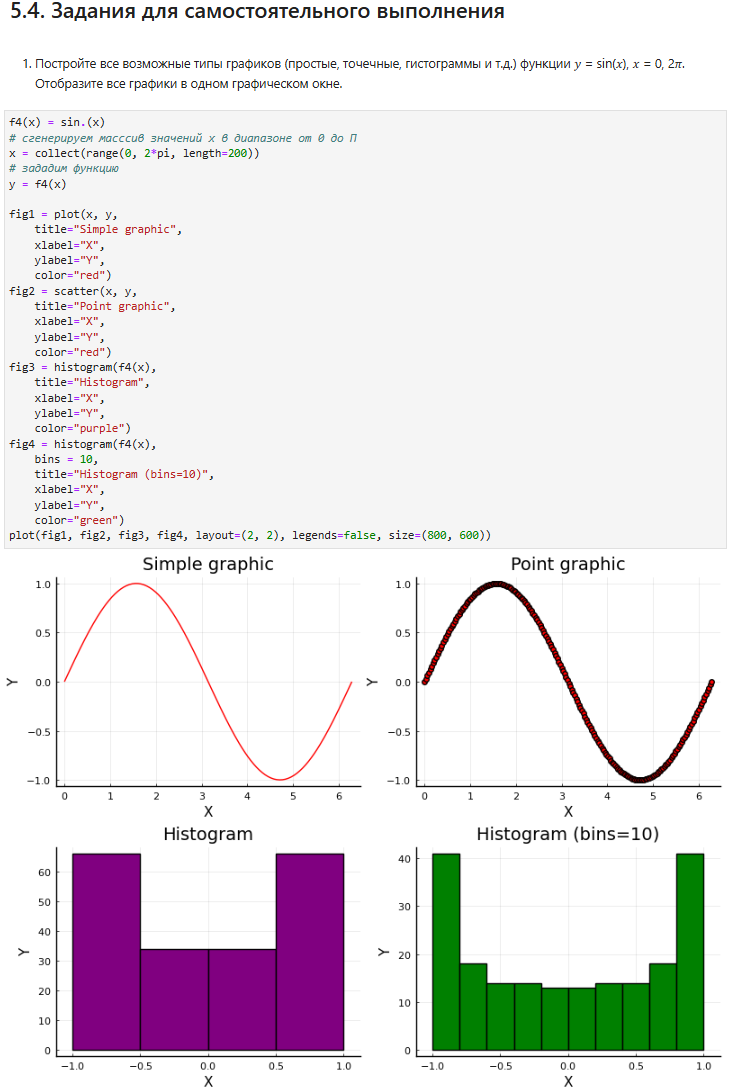 5.4. Задания для самостоятельного выполнения
1. Постройте все возможные типы графиков (простые, точечные, гистограммы и т.д.) функции y = sin(x), x = 0, 2π.
Отобразите все графики в одном графическом окне.
f4(x) = sin.(x)
# сгенерируем масссив значений x в диапазоне от 0 до П
x = collect(range(0, 2*pi, length=200))
# зададим функцию
y = f4(x)
fig1 = plot(x, y,
title="Simple graphic",
xlabel="X",
ylabel="Y",
color="red")
fig2 = scatter(x, y,
title="Point graphic",
xlabel="X",
ylabel="Y",
color="red")
fig3 = histogram(f4(x),
title="Histogram",
xlabel="X",
ylabel="Y",
color="purple")
fig4 = histogram(f4(x),
bins = 10,
title="Histogram (bins=10)",
xlabel="X",
ylabel="Y",
color="green")
plot(fig1, fig2, fig3, fig4, layout=(2, 2), legends=false, size=(800, 600))
Simple graphic
1.0
0.5
0.0
−0.5
−1.0
Y
0 1 2 3 4 5 6
X
Point graphic
1.0
0.5
0.0
−0.5
−1.0
Y
0 1 2 3 4 5 6
X
Histogram
60
50
40
30
20
10
0
Y
−1.0 −0.5 0.0 0.5 1.0
X
Histogram (bins=10)
40
30
20
10
0
Y
−1.0 −0.5 0.0 0.5 1.0
X